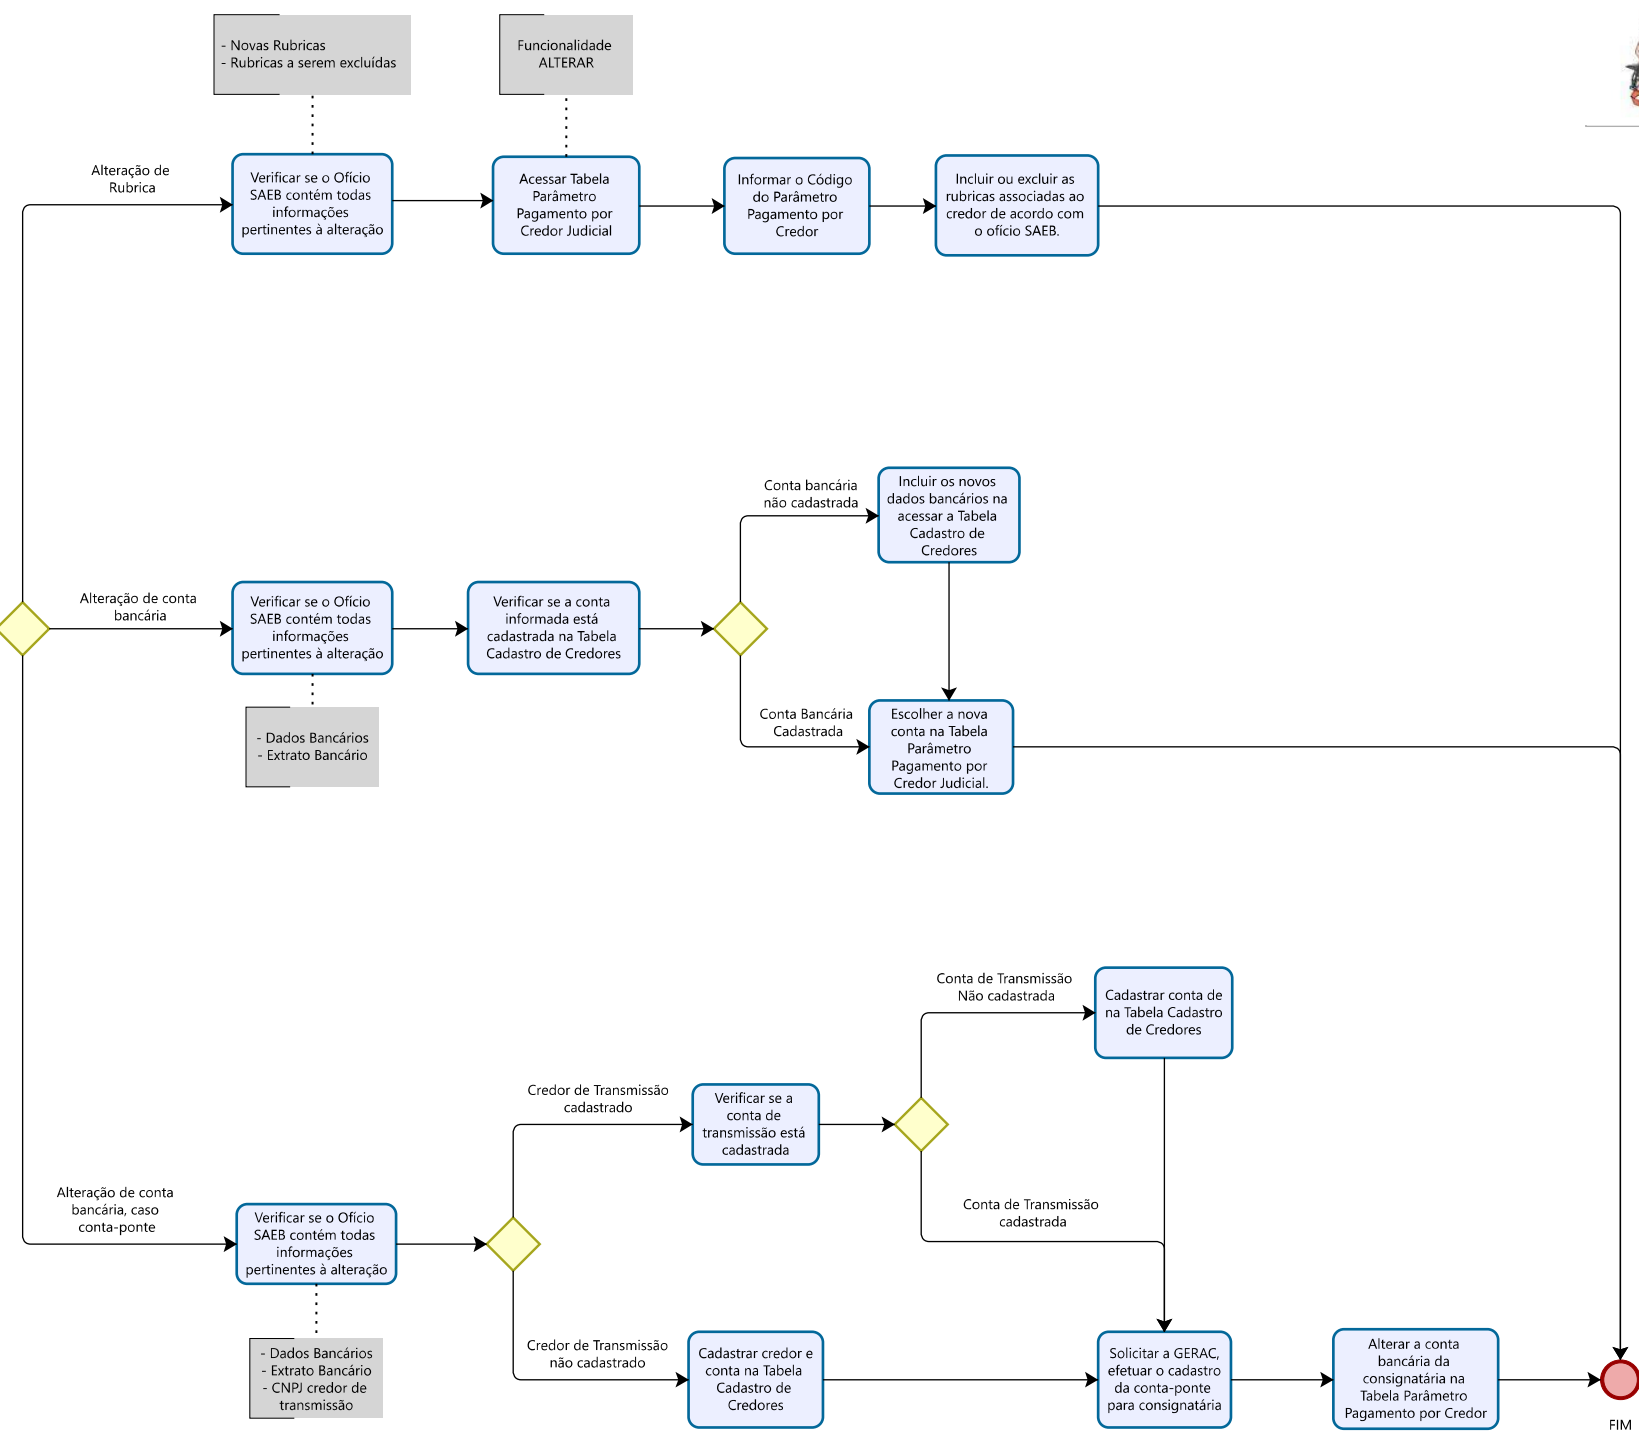 - Novas Rubricas
- Rubricas a serem excluídas
Funcionalidade
ALTERAR
Alteração de
Rubrica
Verificar se o Ofício
SAEB contém todas
informações
pertinentes à alteração
Acessar Tabela
Parâmetro
Pagamento por
Credor Judicial
Informar o Código
do Parâmetro
Pagamento por
Credor
Incluir ou excluir as
rubricas associadas ao
credor de acordo com
o ofício SAEB.
Alteração de conta
bancária
Verificar se o Ofício
SAEB contém todas
informações
pertinentes à alteração
- Dados Bancários
- Extrato Bancário
Verificar se a conta
informada está
cadastrada na Tabela
Cadastro de Credores
Conta bancária
não cadastrada
Incluir os novos
dados bancários na
acessar a Tabela
Cadastro de
Credores
Conta Bancária
Cadastrada
Escolher a nova
conta na Tabela
Parâmetro
Pagamento por
Credor Judicial.
Alteração de conta
bancária, caso
conta-ponte
Verificar se o Ofício
SAEB contém todas
informações
pertinentes à alteração
- Dados Bancários
- Extrato Bancário
- CNPJ credor de
transmissão
Credor de Transmissão
cadastrado
Verificar se a
conta de
transmissão está
cadastrada
Conta de Transmissão
Não cadastrada
Cadastrar conta de
na Tabela Cadastro
de Credores
Conta de Transmissão
cadastrada
Credor de Transmissão
não cadastrado
Cadastrar credor e
conta na Tabela
Cadastro de
Credores
Solicitar a GERAC,
efetuar o cadastro
da conta-ponte
para consignatária
Alterar a conta
bancária da
consignatária na
Tabela Parâmetro
Pagamento por Credor
FIM